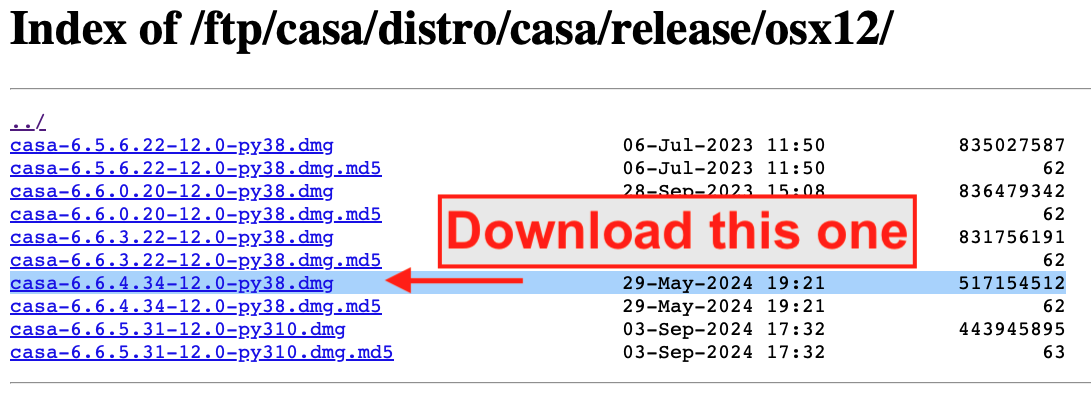 Index of /ftp/casa/distro/casa/release/osx12/
../
casa-6.5.6.22-12.0-py38.dmg 06-Jul-2023 11:50 835027587
casa-6.5.6.22-12.0-py38.dmg.md5 06-Jul-2023 11:50 62
casa-6.6.0.20-12.0-py38.dmg 28-Sep-2023 15:08 836479342
casa-6.6.0.20-12.0-py38.dmg.md5 62
Download this one
casa-6.6.3.22-12.0-py38.dmg 831756191
casa-6.6.3.22-12.0-py38.dmg.md5 62
casa-6.6.4.34-12.0-py38.dmg 29-May-2024 19:21 517154512
casa-6.6.4.34-12.0-py38.dmg.md5 29-May-2024 19:21 62
casa-6.6.5.31-12.0-py310.dmg 03-Sep-2024 17:32 443945895
casa-6.6.5.31-12.0-py310.dmg.md5 03-Sep-2024 17:32 63